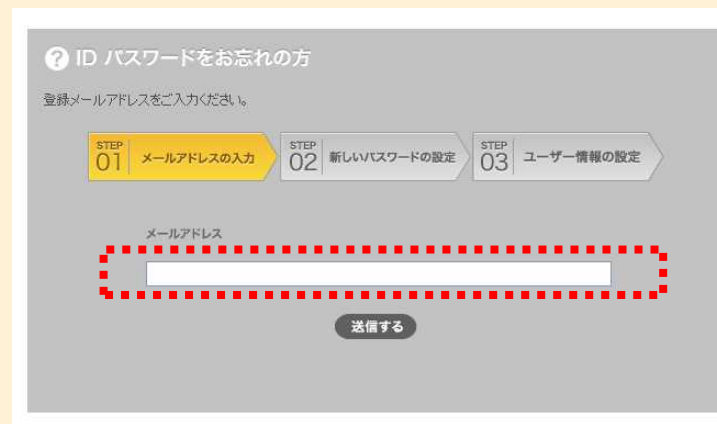 ? ID パスワードをお忘れの方
登録メールアドレスをご入力ください。
STEP 01 メールアドレスの入力
STEP 02 新しいパスワードの設定
STEP 03 ユーザー情報の設定
メールアドレス
送信する